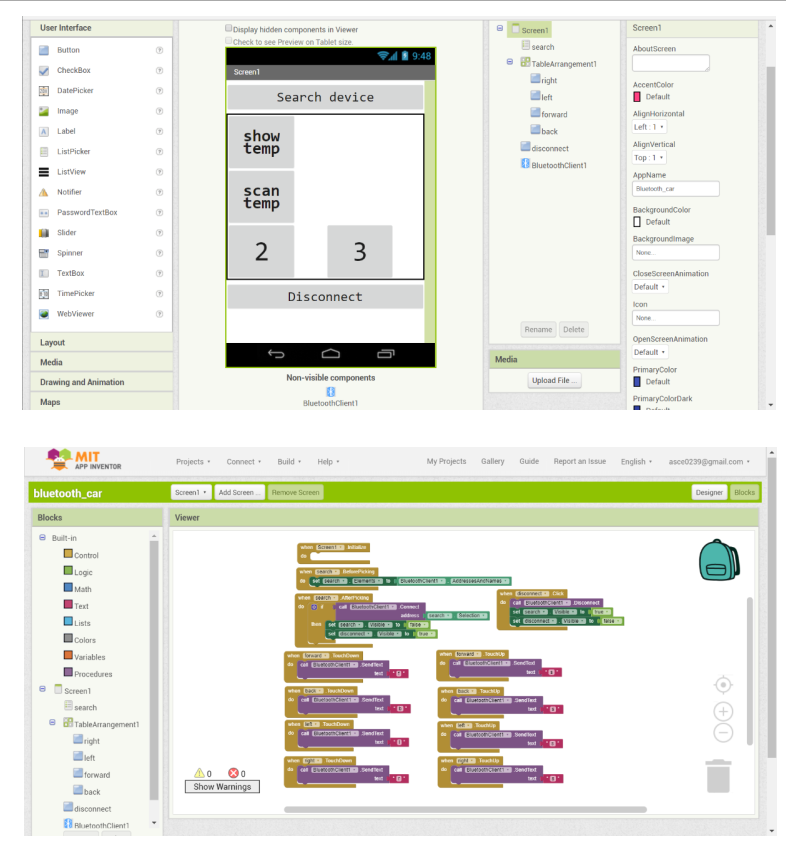 User Interface
Button
CheckBox
DatePicker
Image
Label
ListPicker
ListView
Notifier
PasswordTextBox
Slider
Spinner
TextBox
TimePicker
WebViewer
Layout
Media
Drawing and Animation
Maps
Display hidden components in Viewer
Check to see Preview on Tablet size.
9:48
Screen1
Search device
show
temp
scan
temp
2 3
Disconnect
Non-visible components
BluetoothClient1
Screen1
search
TableArrangement1
right
left
forward
back
disconnect
BluetoothClient1
Rename Delete
Media
Upload File ...
Screen1
AboutScreen
AccentColor
Default
AlignHorizontal
Left : 1
AlignVertical
Top : 1
AppName
Bluetooth_car
BackgroundColor
Default
BackgroundImage
None...
CloseScreenAnimation
Default
Icon
None...
OpenScreenAnimation
Default
PrimaryColor
Default
PrimaryColorDark
Default
MIT
APP INVENTOR
Projects Connect Build Help My Projects Gallery Guide Report an Issue English asce0239@gmail.com
bluetooth_car Screen1 Add Screen ... Remove Screen Designer Blocks
Blocks
Built-in
Control
Logic
Math
Text
Lists
Colors
Variables
Procedures
Screen1
search
TableArrangement1
right
left
forward
back
disconnect
BluetoothClient1
Viewer
when Screen1 .Initialize
do
when search .BeforePicking
do set search . Elements to BluetoothClient1 . AddressesAndNames
when search .AfterPicking
do if call BluetoothClient1 .Connect
address search . Selection
then set search . Visible to false
set disconnect . Visible to true
when disconnect .Click
do call BluetoothClient1 .Disconnect
set search . Visible to true
set disconnect . Visible to false
when forward .TouchDown
do call BluetoothClient1 .SendText
text
when forward .TouchUp
do call BluetoothClient1 .SendText
text
when back .TouchDown
do call BluetoothClient1 .SendText
text
when back .TouchUp
do call BluetoothClient1 .SendText
text
when left .TouchDown
do call BluetoothClient1 .SendText
text
when left .TouchUp
do call BluetoothClient1 .SendText
text
when right .TouchDown
do call BluetoothClient1 .SendText
text
when right .TouchUp
do call BluetoothClient1 .SendText
text
0 0
Show Warnings